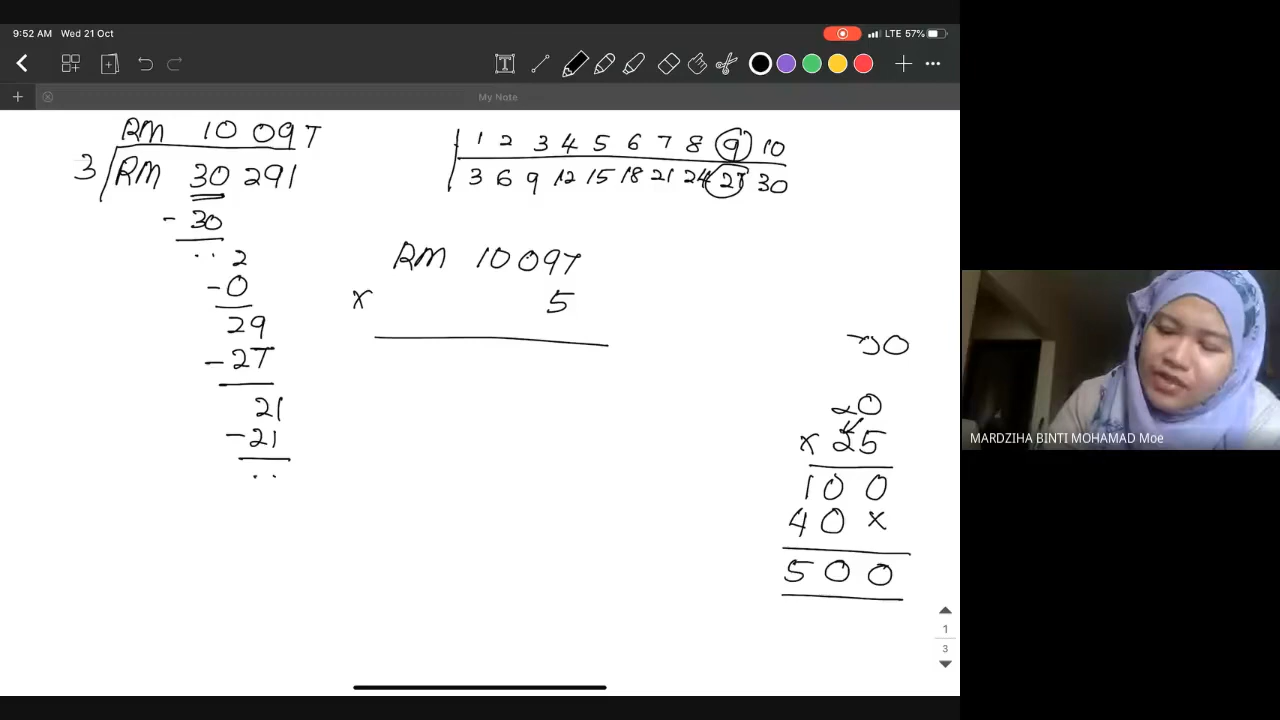 9:52 AM Wed 21 Oct
LTE 57%
My Note
RM 10 097
3 RM 30 291
- 30
2
- 0
29
- 27
21
- 21
1 2 3 4 5 6 7 8 9 10
3 6 9 12 15 18 21 24 27 30
RM 10 097
x 5
20
x 25
100
40 x
500
MARDZIHA BINTI MOHAMAD Moe
1
3